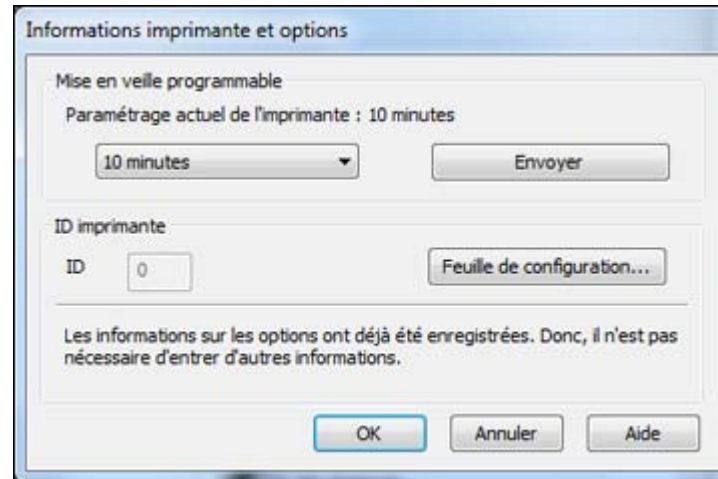 Informations imprimante et options
Mise en veille programmable
Paramétrage actuel de l'imprimante : 10 minutes
10 minutes
Envoyer
ID imprimante
ID
0
Feuille de configuration...
Les informations sur les options ont déjà été enregistrées. Donc, il n'est pas
nécessaire d'entrer d'autres informations.
OK
Annuler
Aide